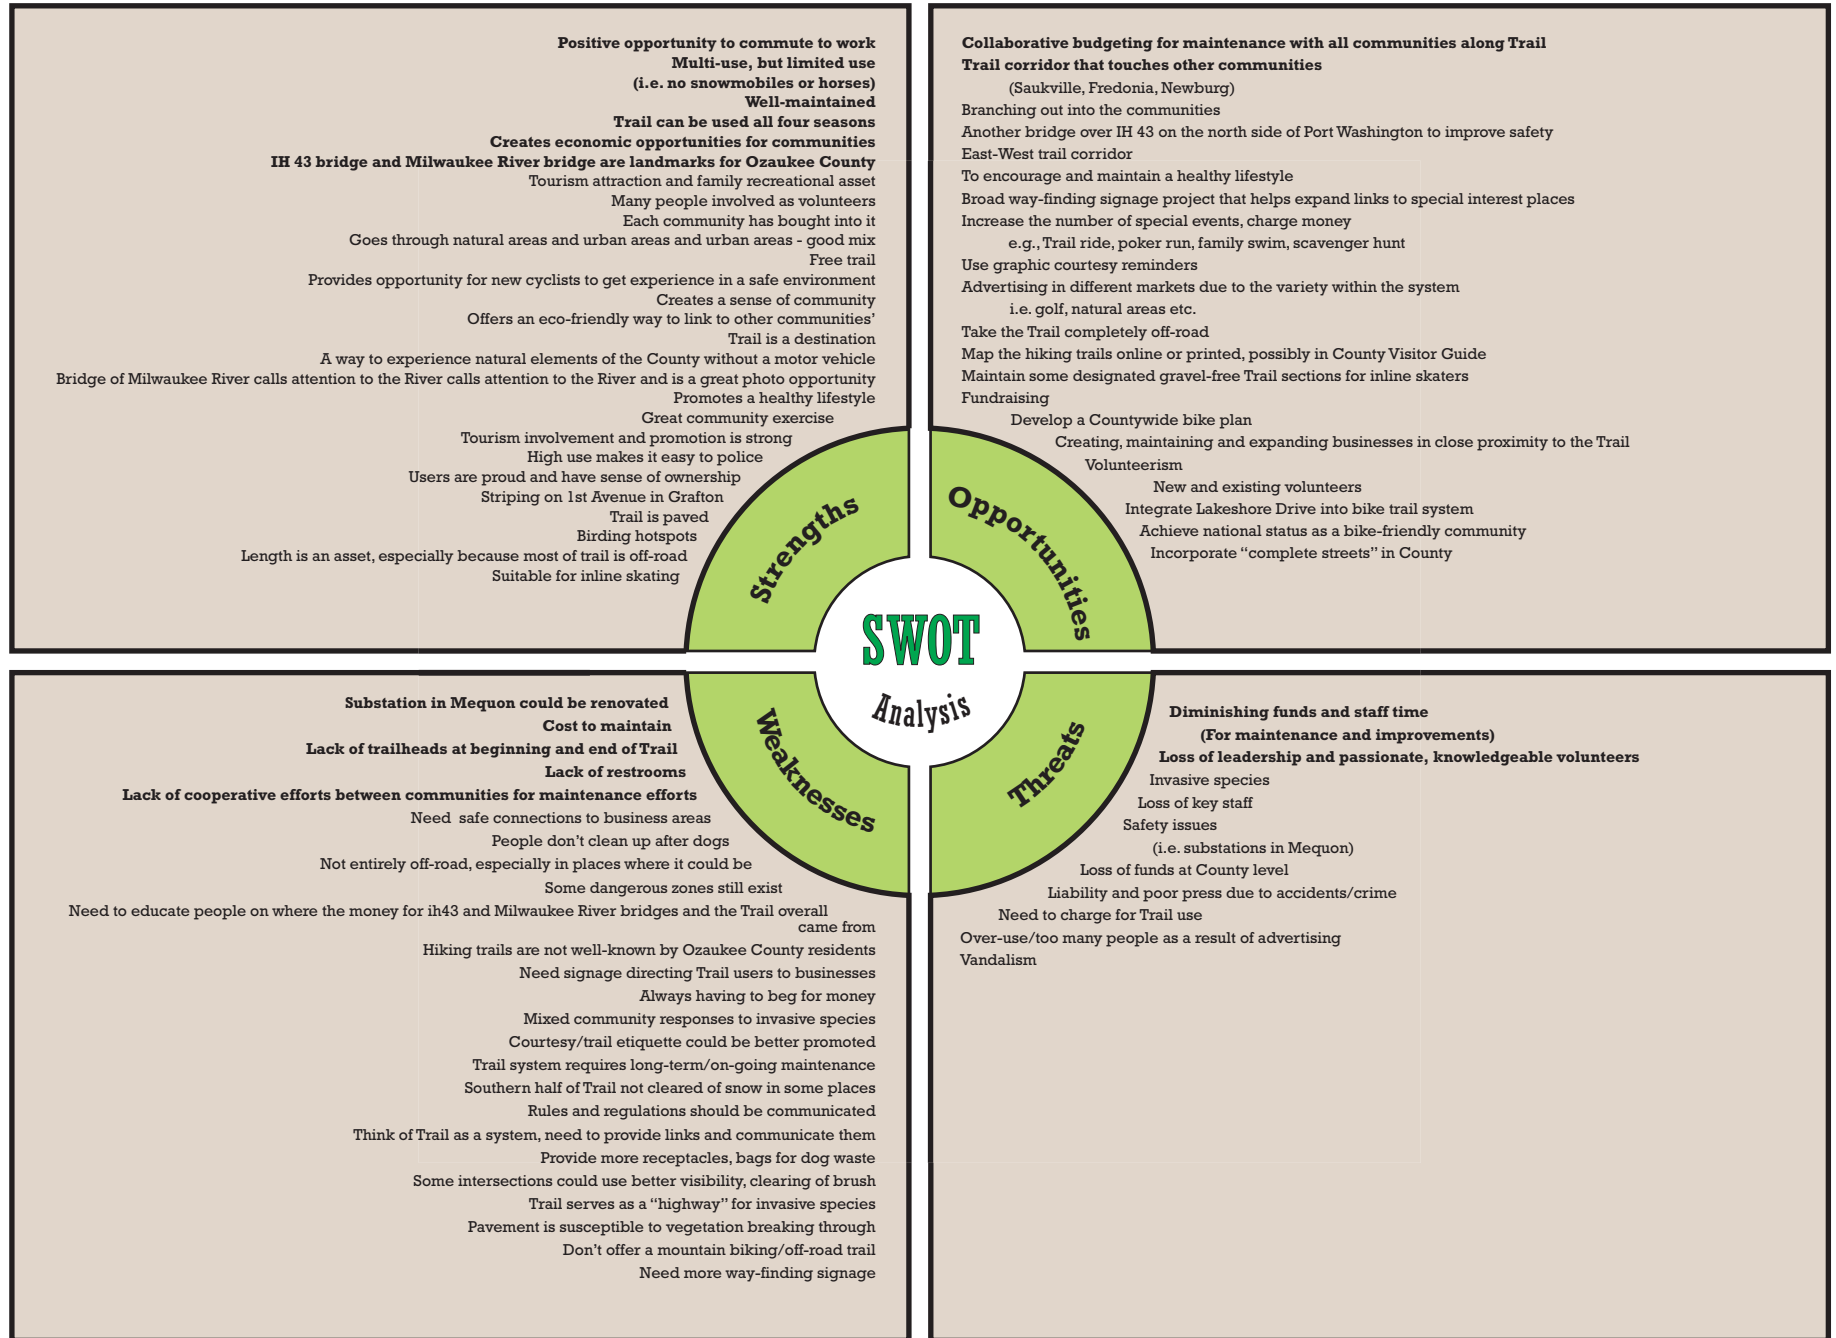 Positive opportunity to commute to work
Multi-use, but limited use
(i.e. no snowmobiles or horses)
Well-maintained
Trail can be used all four seasons
Creates economic opportunities for communities
IH 43 bridge and Milwaukee River bridge are landmarks for Ozaukee County
Tourism attraction and family recreational asset
Many people involved as volunteers
Each community has bought into it
Goes through natural areas and urban areas and urban areas - good mix
Free trail
Provides opportunity for new cyclists to get experience in a safe environment
Creates a sense of community
Offers an eco-friendly way to link to other communities’
Trail is a destination
A way to experience natural elements of the County without a motor vehicle
Bridge of Milwaukee River calls attention to the River calls attention to the River and is a great photo opportunity
Promotes a healthy lifestyle
Great community exercise
Tourism involvement and promotion is strong
High use makes it easy to police
Users are proud and have sense of ownership
Striping on 1st Avenue in Grafton
Trail is paved
Birding hotspots
Length is an asset, especially because most of trail is off-road
Suitable for inline skating
Strengths
Collaborative budgeting for maintenance with all communities along Trail
Trail corridor that touches other communities
(Saukville, Fredonia, Newburg)
Branching out into the communities
Another bridge over IH 43 on the north side of Port Washington to improve safety
East-West trail corridor
To encourage and maintain a healthy lifestyle
Broad way-finding signage project that helps expand links to special interest places
Increase the number of special events, charge money
e.g., Trail ride, poker run, family swim, scavenger hunt
Use graphic courtesy reminders
Advertising in different markets due to the variety within the system
i.e. golf, natural areas etc.
Take the Trail completely off-road
Map the hiking trails online or printed, possibly in County Visitor Guide
Maintain some designated gravel-free Trail sections for inline skaters
Fundraising
Develop a Countywide bike plan
Creating, maintaining and expanding businesses in close proximity to the Trail
Volunteerism
New and existing volunteers
Integrate Lakeshore Drive into bike trail system
Achieve national status as a bike-friendly community
Incorporate “complete streets” in County
Opportunities
SWOT
Analysis
Substation in Mequon could be renovated
Cost to maintain
Lack of trailheads at beginning and end of Trail
Lack of restrooms
Lack of cooperative efforts between communities for maintenance efforts
Need safe connections to business areas
People don’t clean up after dogs
Not entirely off-road, especially in places where it could be
Some dangerous zones still exist
Need to educate people on where the money for ih43 and Milwaukee River bridges and the Trail overall
came from
Hiking trails are not well-known by Ozaukee County residents
Need signage directing Trail users to businesses
Always having to beg for money
Mixed community responses to invasive species
Courtesy/trail etiquette could be better promoted
Trail system requires long-term/on-going maintenance
Southern half of Trail not cleared of snow in some places
Rules and regulations should be communicated
Think of Trail as a system, need to provide links and communicate them
Provide more receptacles, bags for dog waste
Some intersections could use better visibility, clearing of brush
Trail serves as a “highway” for invasive species
Pavement is susceptible to vegetation breaking through
Don’t offer a mountain biking/off-road trail
Need more way-finding signage
Weaknesses
Diminishing funds and staff time
(For maintenance and improvements)
Loss of leadership and passionate, knowledgeable volunteers
Invasive species
Loss of key staff
Safety issues
(i.e. substations in Mequon)
Loss of funds at County level
Liability and poor press due to accidents/crime
Need to charge for Trail use
Over-use/too many people as a result of advertising
Vandalism
Threats